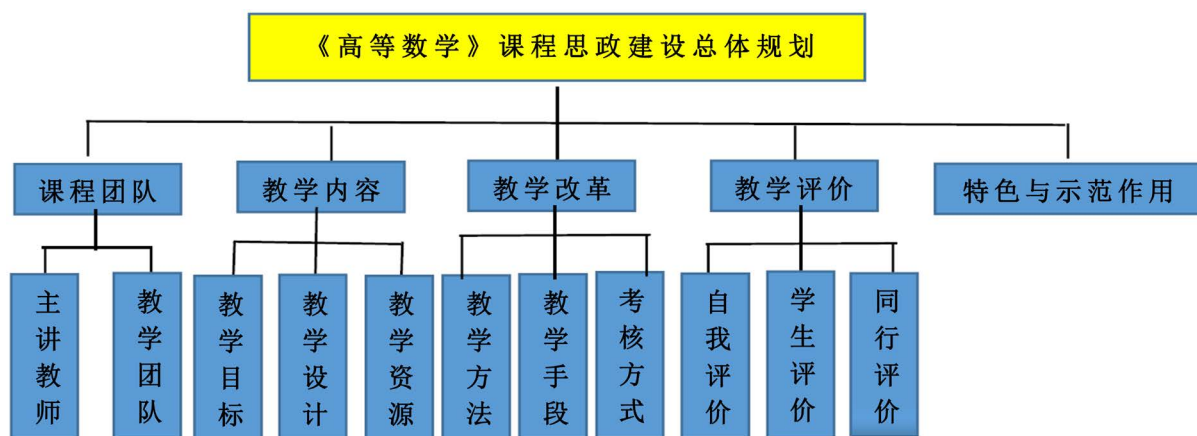 《高等数学》课程思政建设总体规划
课程团队
教学内容
教学改革
教学评价
特色与示范作用
主讲教师
教学团队
教学目标
教学设计
教学资源
教学方法
教学手段
考核方式
自我评价
学生评价
同行评价